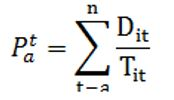 P_a^t = \sum_{t-a}^{n} \frac{D_{it}}{T_{it}}